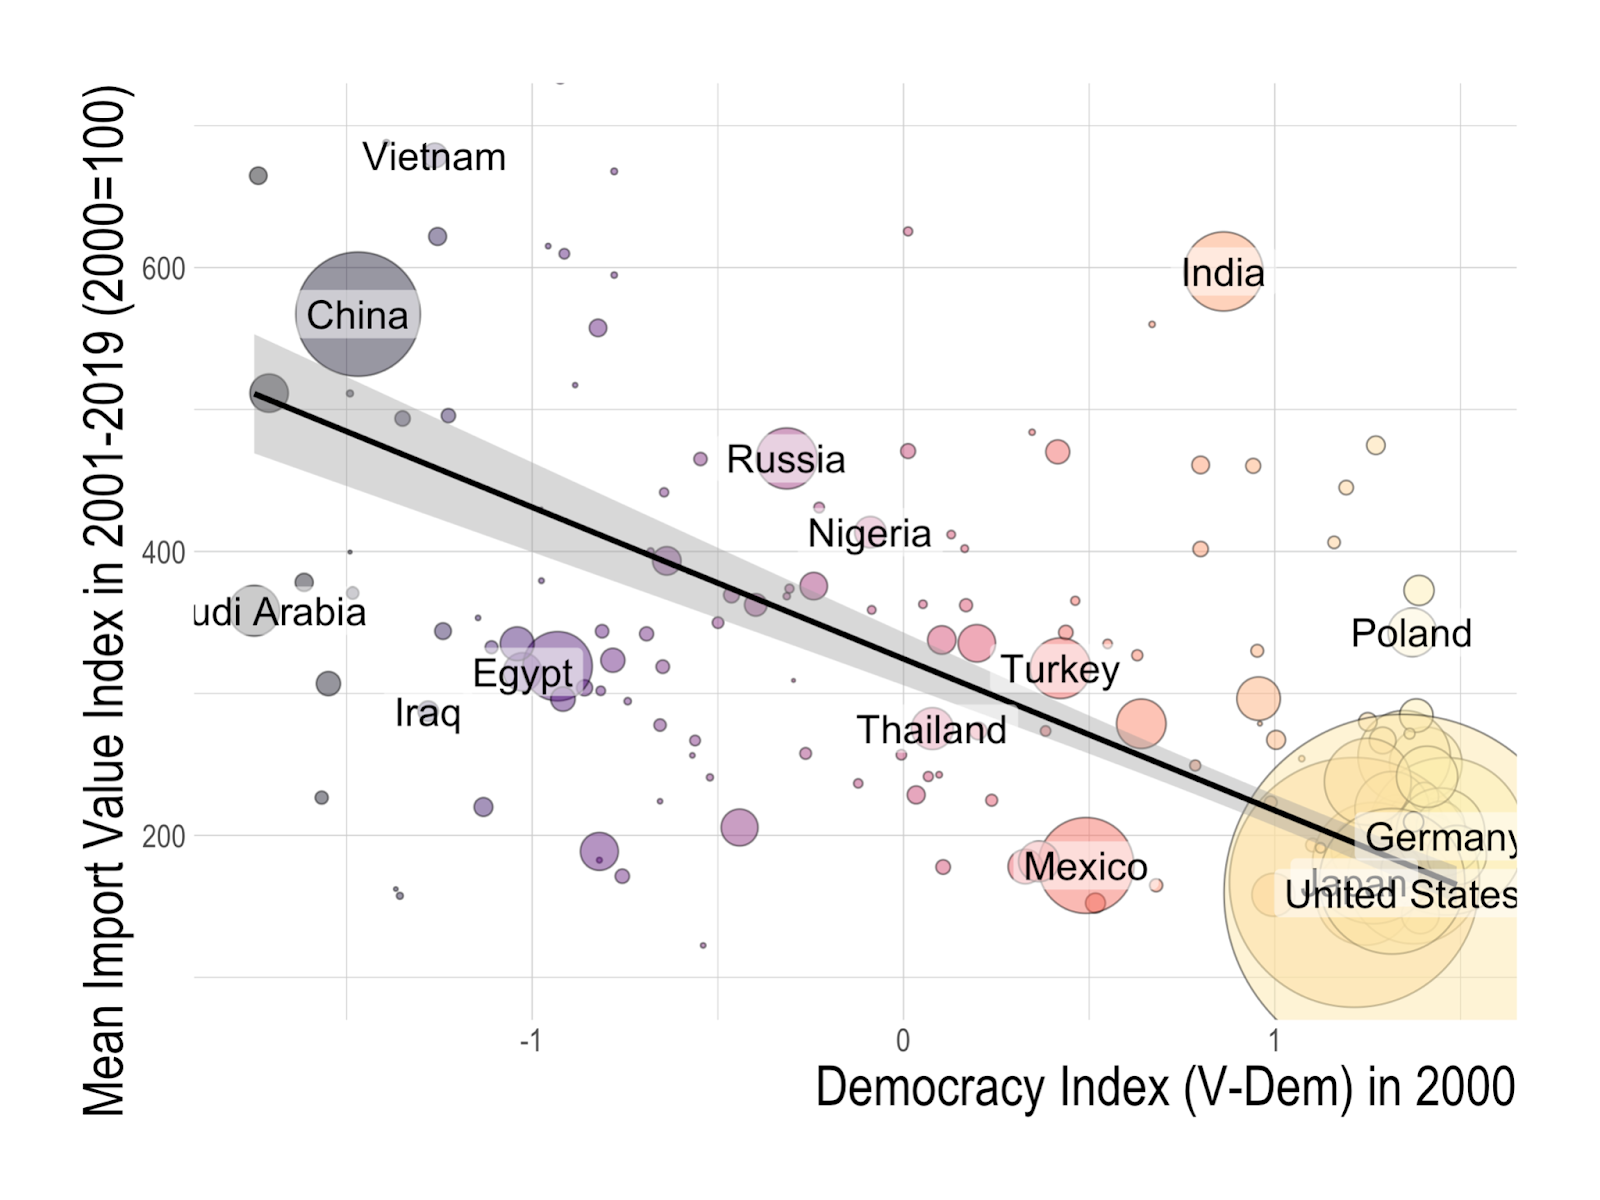 Mean Import Value Index in 2001-2019 (2000=100)
Vietnam
600
India
China
Russia
Nigeria
400
udi Arabia
Poland
Egypt
Turkey
Iraq
Thailand
200
Germany
Mexico
Japan
United States
-1
0
1
Democracy Index (V-Dem) in 2000